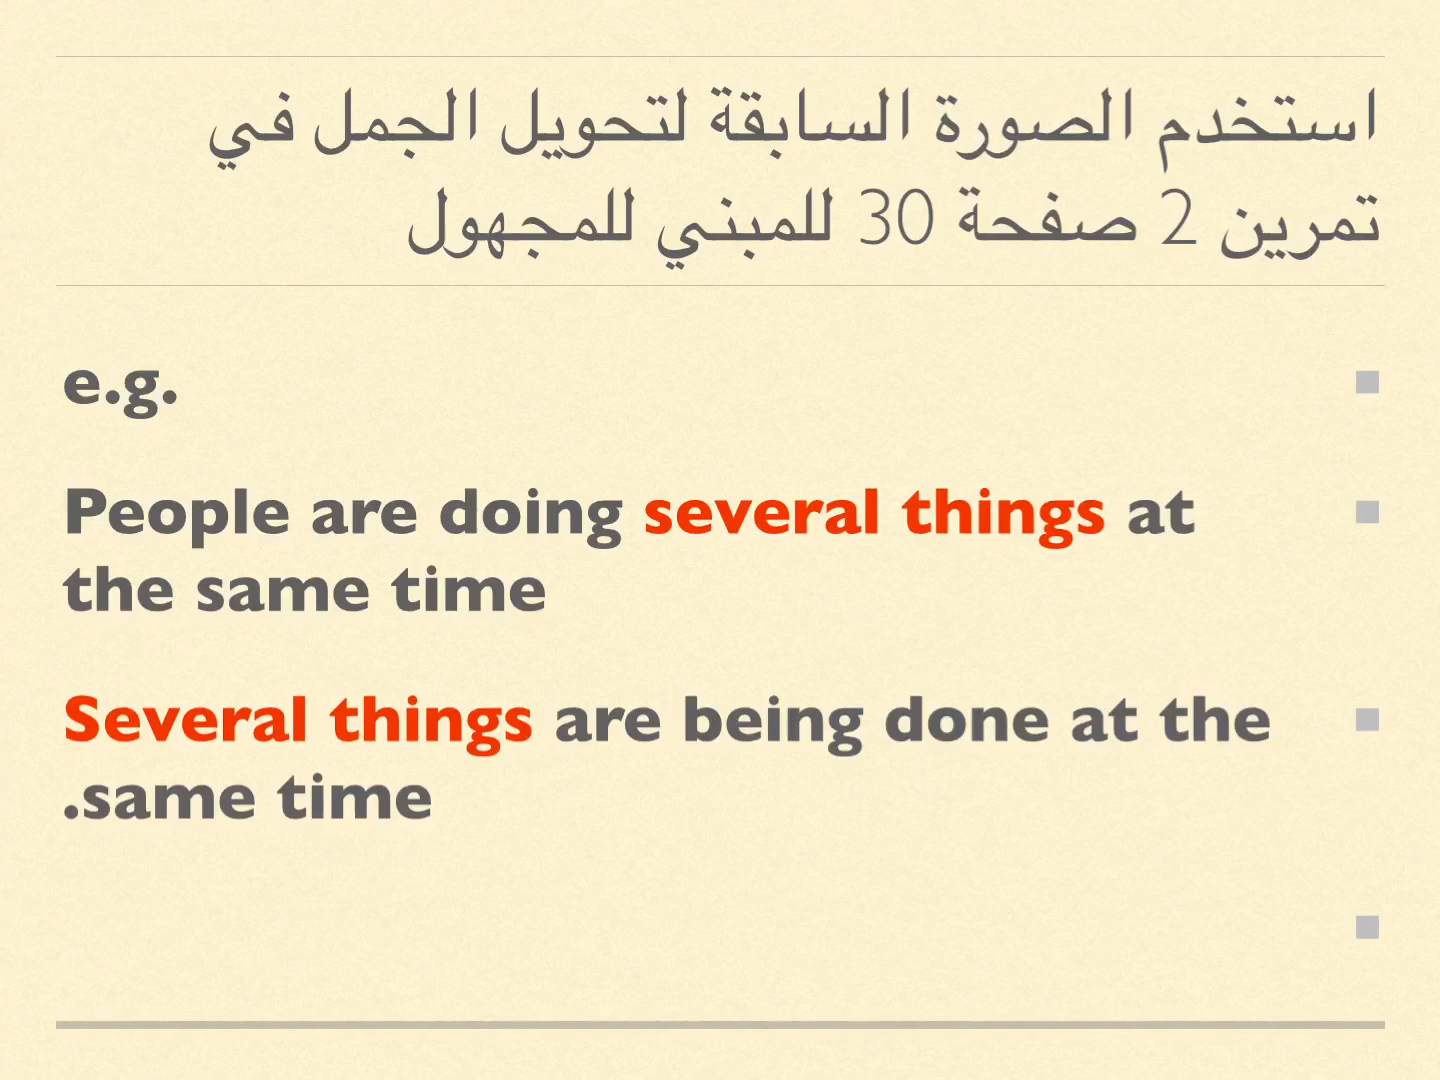 استخدم الصورة السابقة لتحويل الجمل في
تمرين 2 صفحة 30 للمبني للمجهول
e.g.
People are doing several things at
the same time
Several things are being done at the
.same time